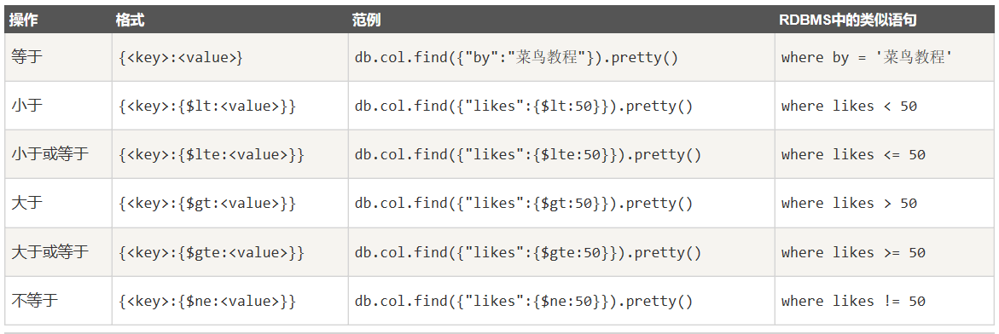 操作 格式 范例 RDBMS中的类似语句
等于 {<key>:<value>} db.col.find({"by":"菜鸟教程"}).pretty() where by = '菜鸟教程'
小于 {<key>:{$lt:<value>}} db.col.find({"likes":{$lt:50}}).pretty() where likes < 50
小于或等于 {<key>:{$lte:<value>}} db.col.find({"likes":{$lte:50}}).pretty() where likes <= 50
大于 {<key>:{$gt:<value>}} db.col.find({"likes":{$gt:50}}).pretty() where likes > 50
大于或等于 {<key>:{$gte:<value>}} db.col.find({"likes":{$gte:50}}).pretty() where likes >= 50
不等于 {<key>:{$ne:<value>}} db.col.find({"likes":{$ne:50}}).pretty() where likes != 50